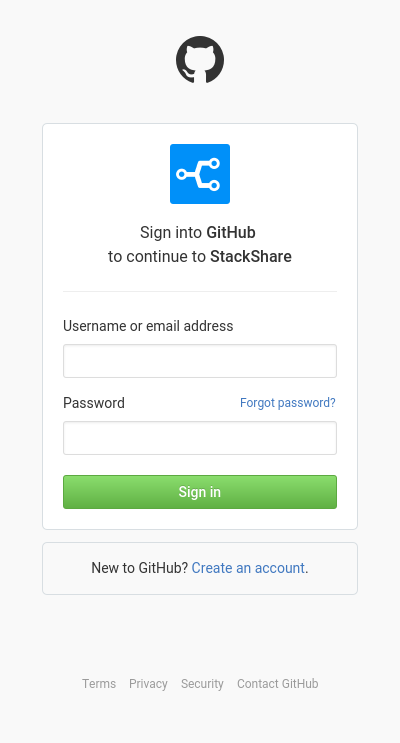 Sign into GitHub
to continue to StackShare
Username or email address
Password Forgot password?
Sign in
New to GitHub? Create an account.
Terms Privacy Security Contact GitHub